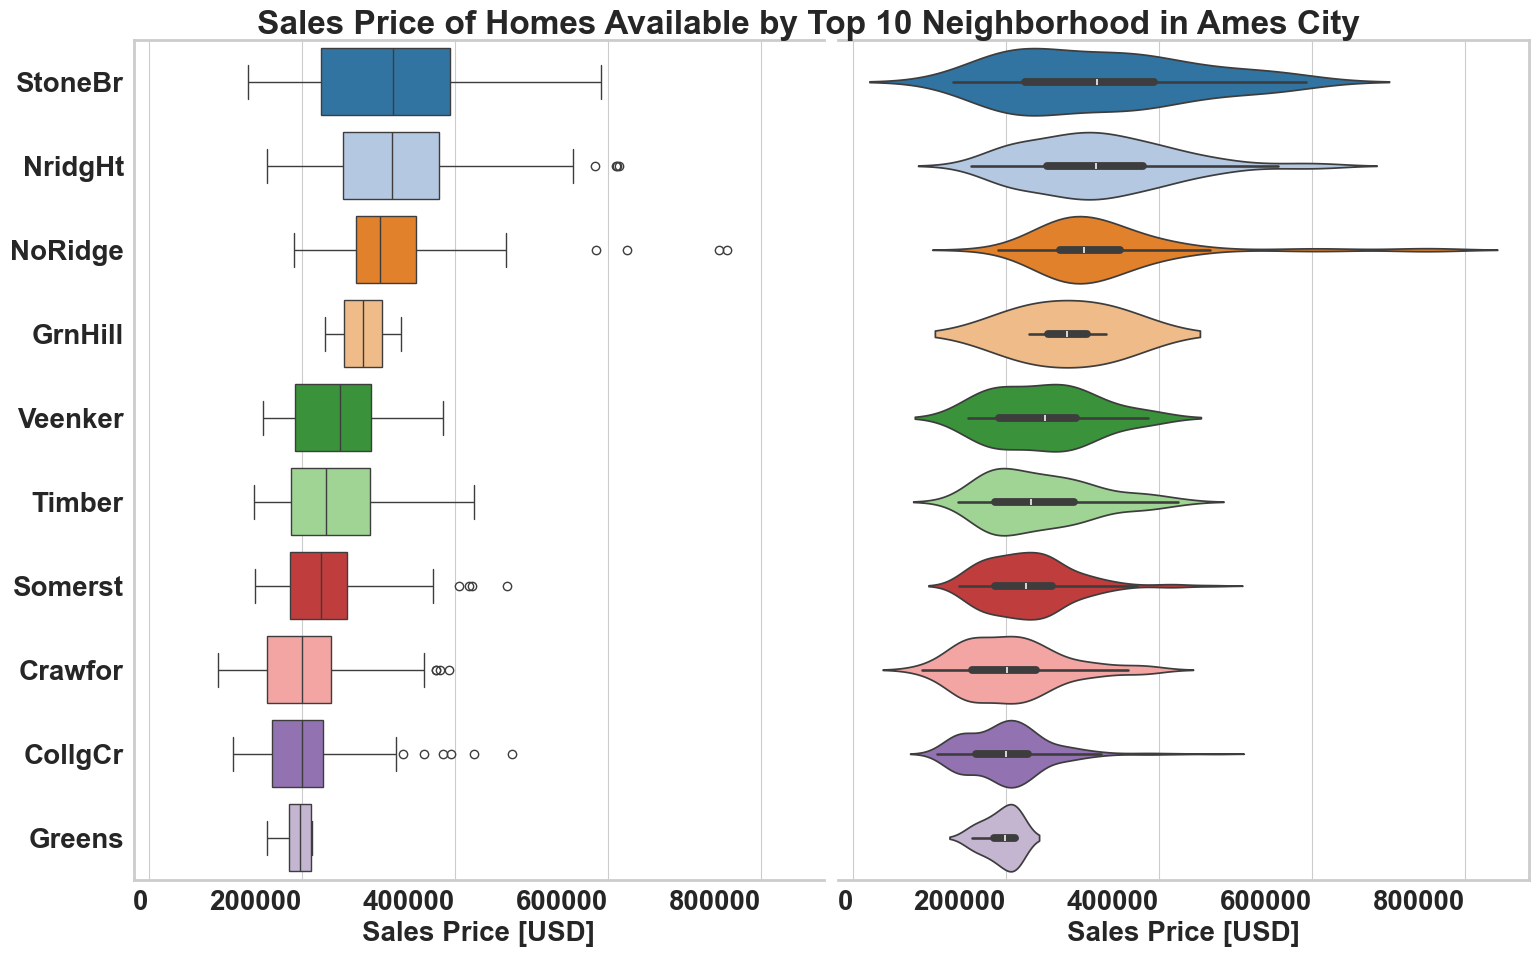 Sales Price of Homes Available by Top 10 Neighborhood in Ames City
StoneBr
NridgHt
NoRidge
GrnHill
Veenker
Timber
Somerst
Crawfor
CollgCr
Greens
0 200000 400000 600000 800000
Sales Price [USD]
0 200000 400000 600000 800000
Sales Price [USD]